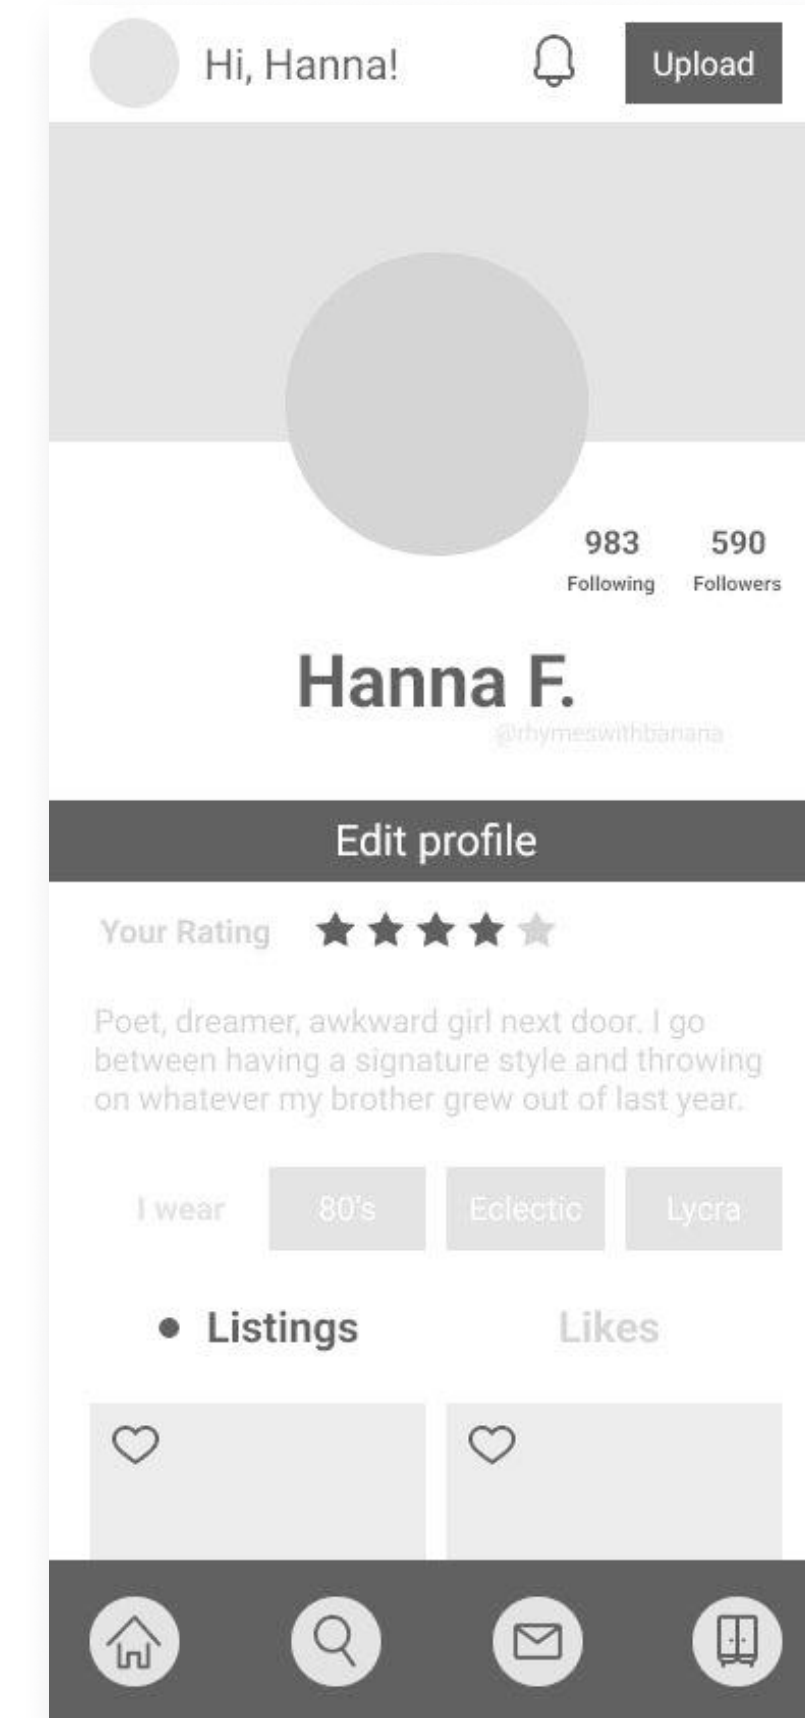 Hi, Hanna!
Upload
983 590
Following Followers
Hanna F.
@rhymeswithbanana
Edit profile
Your Rating
Poet, dreamer, awkward girl next door. I go
between having a signature style and throwing
on whatever my brother grew out of last year.
I wear 80's Eclectic Lycra
Listings Likes